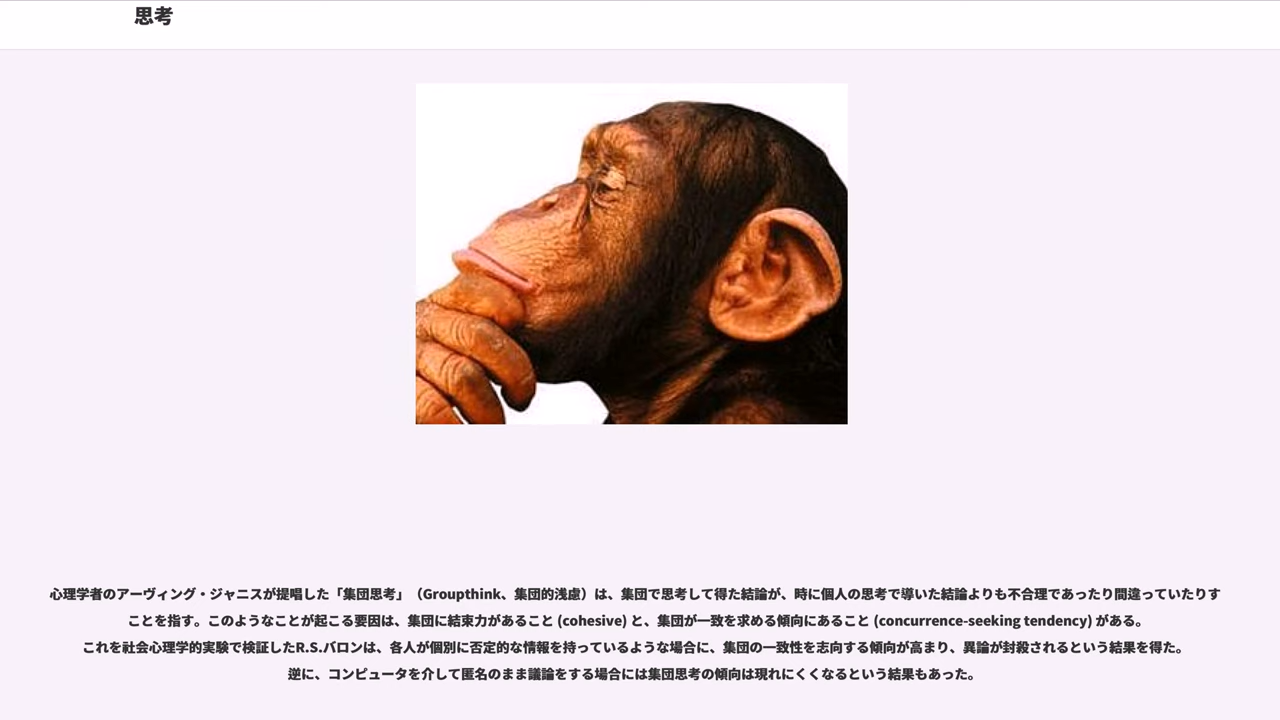 思考
心理学者のアーヴィング・ジャニスが提唱した「集団思考」（Groupthink、集団的浅慮）は、集団で思考して得た結論が、時に個人の思考で導いた結論よりも不合理であったり間違っていたりす
ことを指す。このようなことが起こる要因は、集団に結束力があること (cohesive) と、集団が一致を求める傾向にあること (concurrence-seeking tendency) がある。
これを社会心理学的実験で検証したR.S.バロンは、各人が個別に否定的な情報を持っているような場合に、集団の一致性を志向する傾向が高まり、異論が封殺されるという結果を得た。
逆に、コンピュータを介して匿名のまま議論をする場合には集団思考の傾向は現れにくくなるという結果もあった。